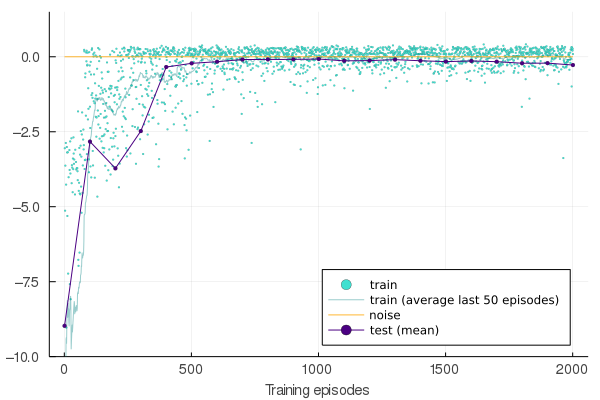 0.0
−2.5
−5.0
−7.5
−10.0
train
train (average last 50 episodes)
noise
test (mean)
0 500 1000 1500 2000
Training episodes